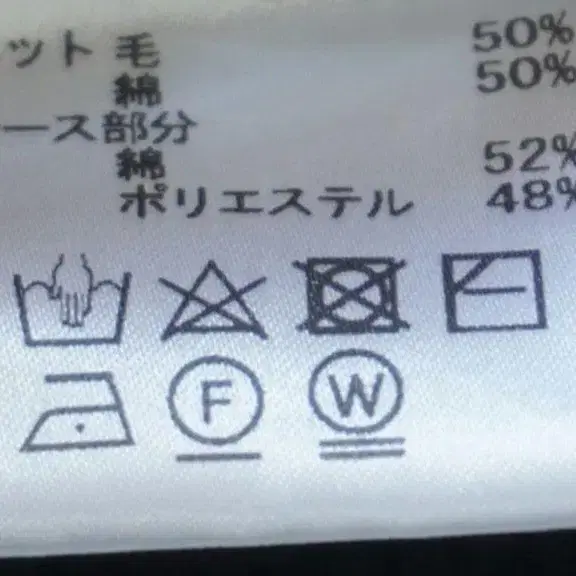 ット 毛 50%
綿 50%
ース部分
綿 52%
ポリエステル 48%
F W